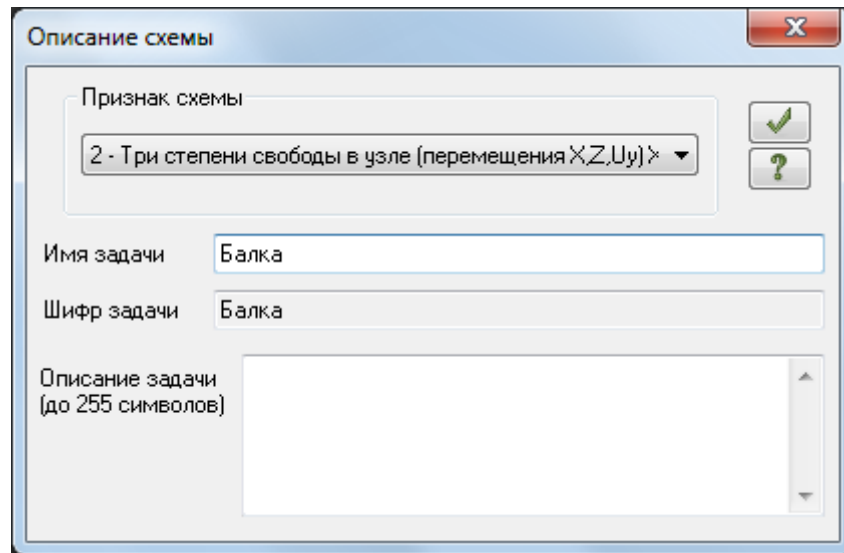 Описание схемы
Признак схемы
2 - Три степени свободы в узле (перемещения X,Z,Uy) X
Имя задачи Балка
Шифр задачи Балка
Описание задачи
(до 255 символов)